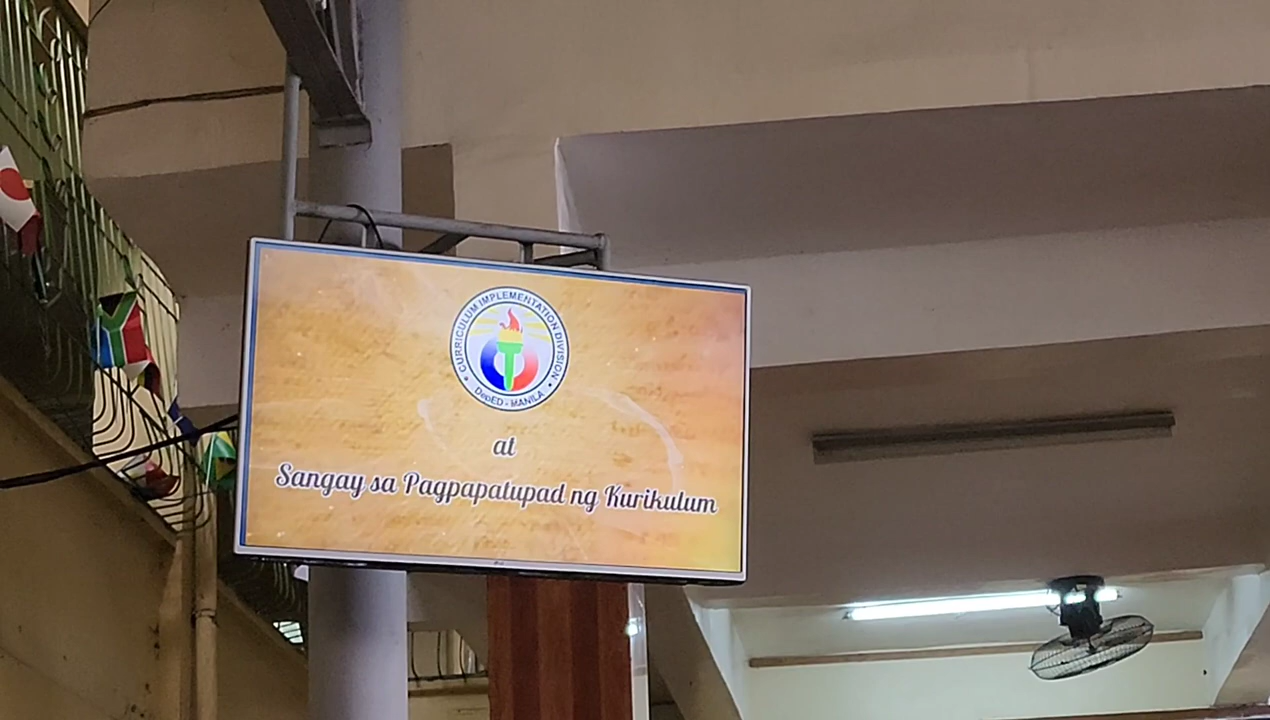 CURRICULUM IMPLEMENTATION DIVISION
DepED - MANILA
at
Sangay sa Pagpapatupad ng Kurikulum